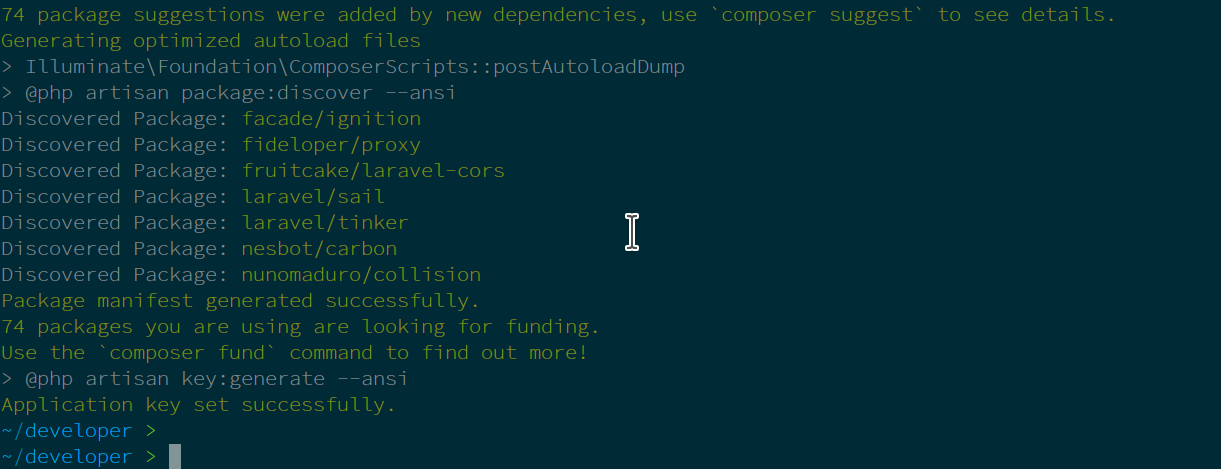 74 package suggestions were added by new dependencies, use `composer suggest` to see details.
Generating optimized autoload files
> Illuminate\Foundation\ComposerScripts::postAutoloadDump
> @php artisan package:discover --ansi
Discovered Package: facade/ignition
Discovered Package: fideloper/proxy
Discovered Package: fruitcake/laravel-cors
Discovered Package: laravel/sail
Discovered Package: laravel/tinker
Discovered Package: nesbot/carbon
Discovered Package: nunomaduro/collision
Package manifest generated successfully.
74 packages you are using are looking for funding.
Use the `composer fund` command to find out more!
> @php artisan key:generate --ansi
Application key set successfully.
~/developer >
~/developer >